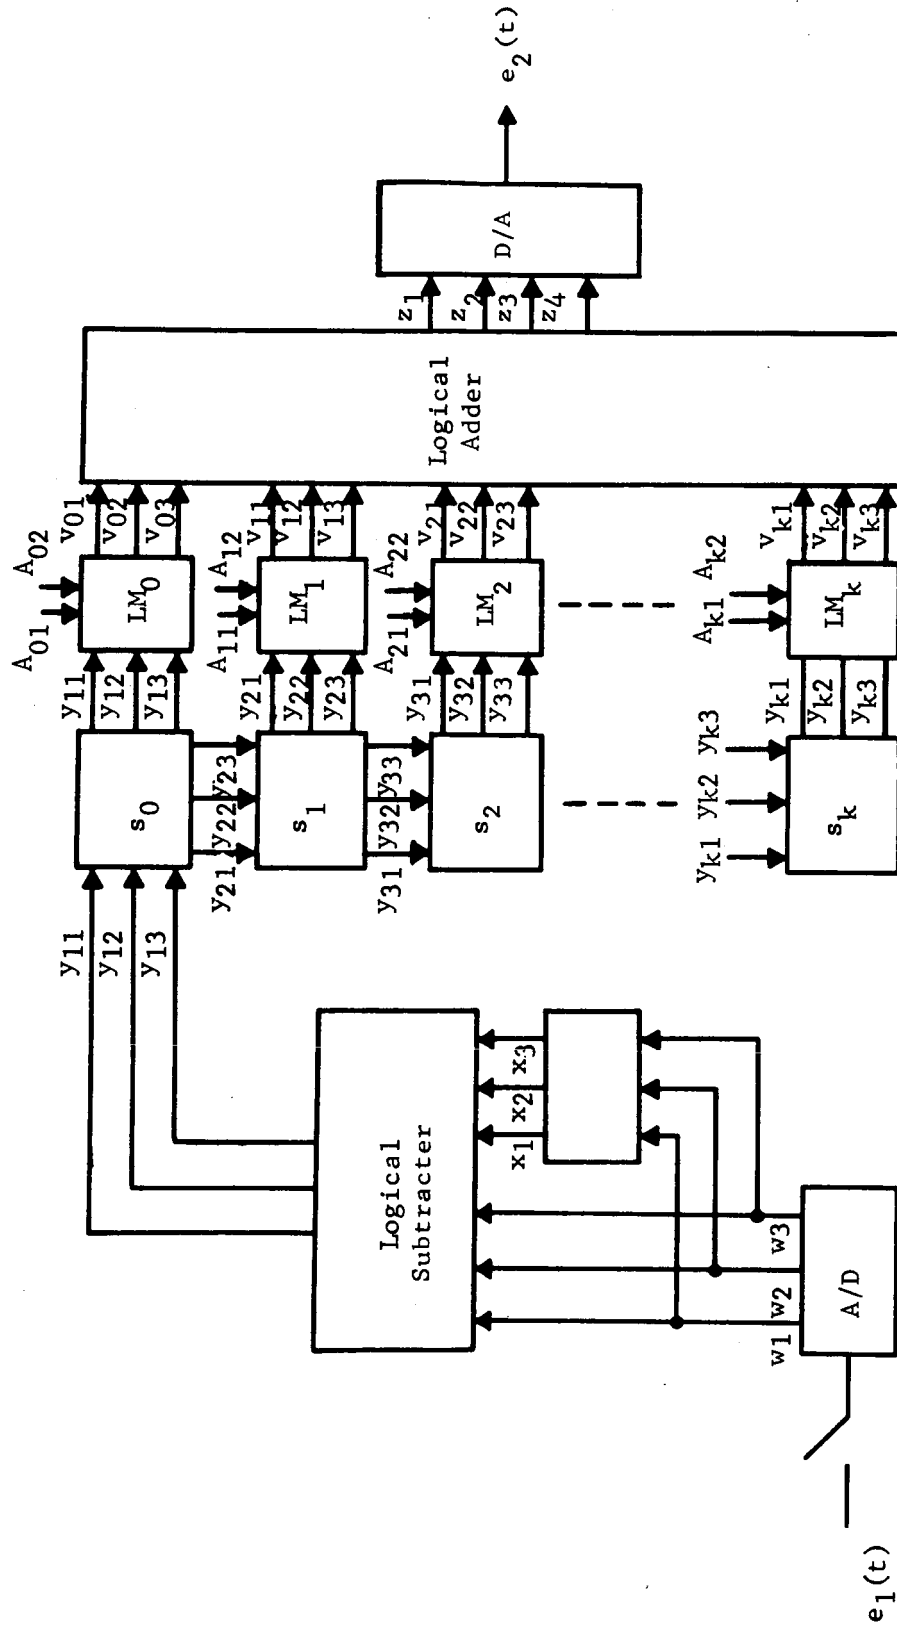 e1(t)
A/D
w1 w2 w3
x1 x2 x3
Logical
Subtracter
y11
y12
y13
s0
y11
y12
y13
A01 A02
LM0
v01
v02
v03
y21 y22 y23
s1
y21
y22
y23
A11 A12
LM1
v11
v12
v13
y31 y32 y33
s2
y31
y32
y33
A21 A22
LM2
v21
v22
v23
yk1 yk2 yk3
sk
yk1
yk2
yk3
Ak1 Ak2
LMk
vk1
vk2
vk3
Logical
Adder
z1
z2
z3
z4
D/A
e2(t)